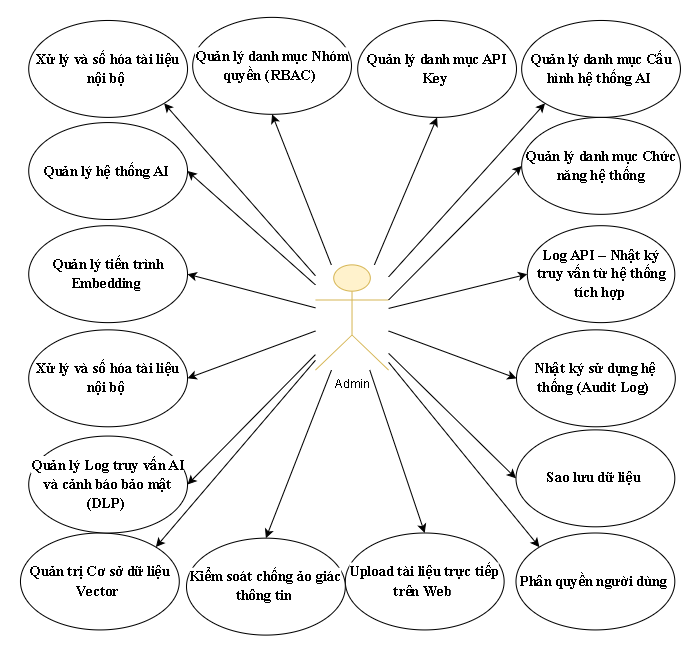 Xử lý và số hóa tài liệu
nội bộ
Quản lý danh mục Nhóm
quyền (RBAC)
Quản lý danh mục API
Key
Quản lý danh mục Cấu
hình hệ thống AI
Quản lý hệ thống AI
Quản lý danh mục Chức
năng hệ thống
Quản lý tiến trình
Embedding
Log API – Nhật ký
truy vấn từ hệ thống
tích hợp
Xử lý và số hóa tài liệu
nội bộ
Admin
Nhật ký sử dụng hệ
thống (Audit Log)
Quản lý Log truy vấn AI
và cảnh báo bảo mật
(DLP)
Sao lưu dữ liệu
Quản trị Cơ sở dữ liệu
Vector
Kiểm soát chống ảo giác
thông tin
Upload tài liệu trực tiếp
trên Web
Phân quyền người dùng